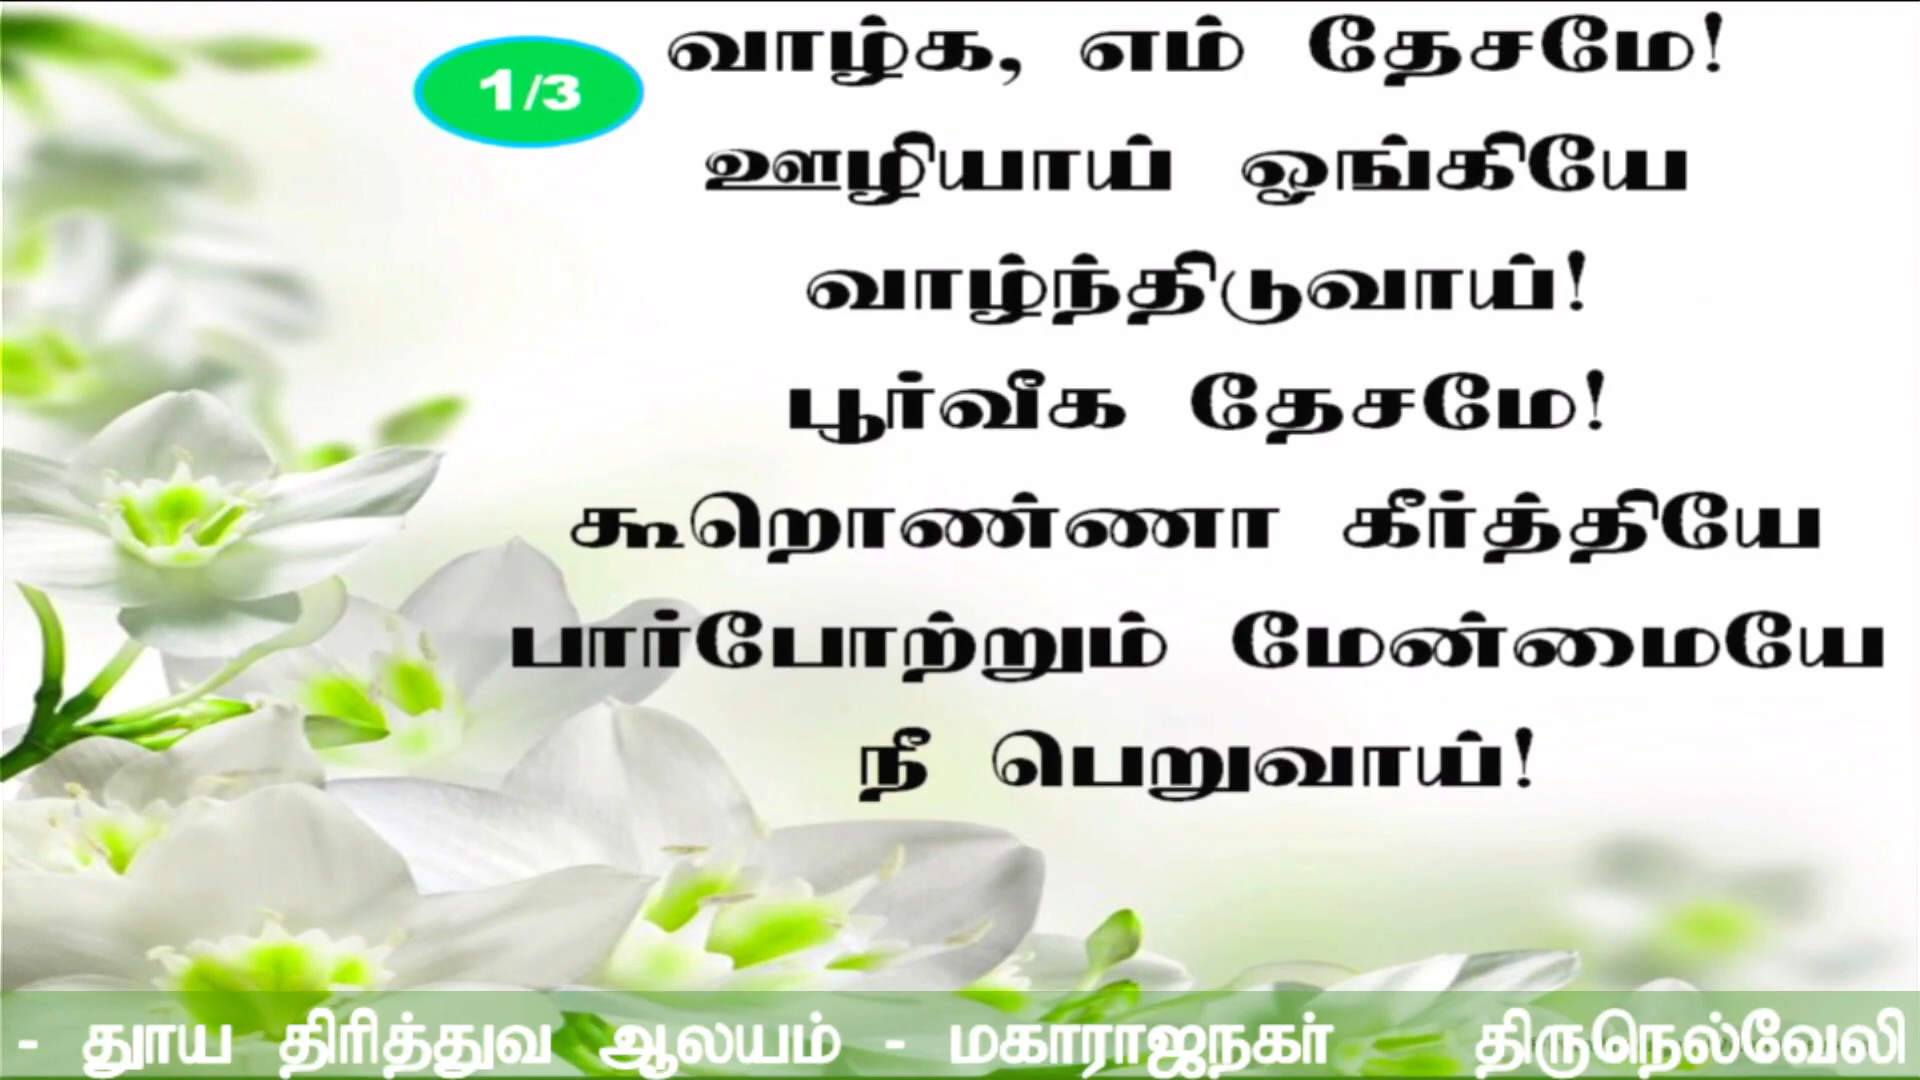 1/3
வாழ்க, எம் தேசமே!
ஊழியாய் ஓங்கியே
வாழ்ந்திடுவாய்!
பூர்வீக தேசமே!
கூறொண்ணா கீர்த்தியே
பார்போற்றும் மேண்மையே
நீ பெறுவாய்!
- தூய திரித்துவ ஆலயம் - மகாராஜநகர் திருநெல்வேலி